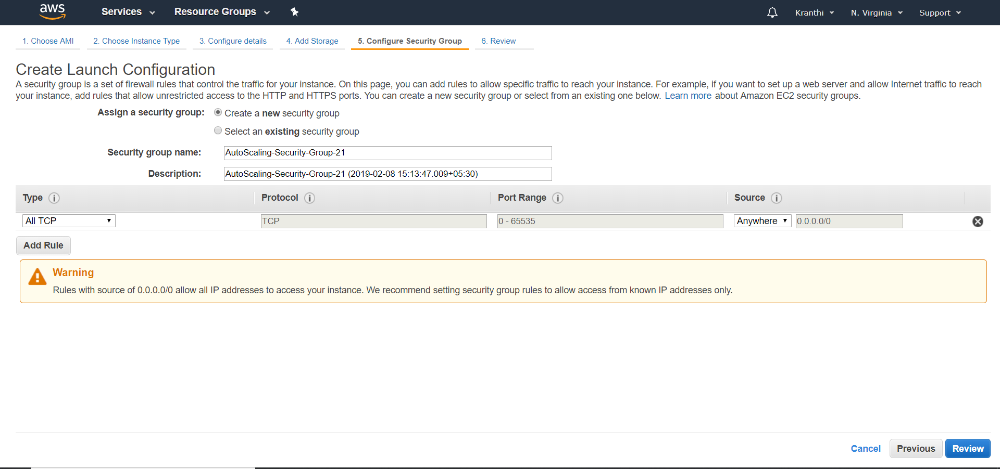 aws Services Resource Groups Kranthi N. Virginia Support
1. Choose AMI 2. Choose Instance Type 3. Configure details 4. Add Storage 5. Configure Security Group 6. Review
Create Launch Configuration
A security group is a set of firewall rules that control the traffic for your instance. On this page, you can add rules to allow specific traffic to reach your instance. For example, if you want to set up a web server and allow Internet traffic to reach
your instance, add rules that allow unrestricted access to the HTTP and HTTPS ports. You can create a new security group or select from an existing one below. Learn more about Amazon EC2 security groups.
Assign a security group: Create a new security group
Select an existing security group
Security group name: AutoScaling-Security-Group-21
Description: AutoScaling-Security-Group-21 (2019-02-08 15:13:47.009+05:30)
Type i Protocol i Port Range i Source i
All TCP TCP 0 - 65535 Anywhere 0.0.0.0/0
Add Rule
Warning
Rules with source of 0.0.0.0/0 allow all IP addresses to access your instance. We recommend setting security group rules to allow access from known IP addresses only.
Cancel Previous Review